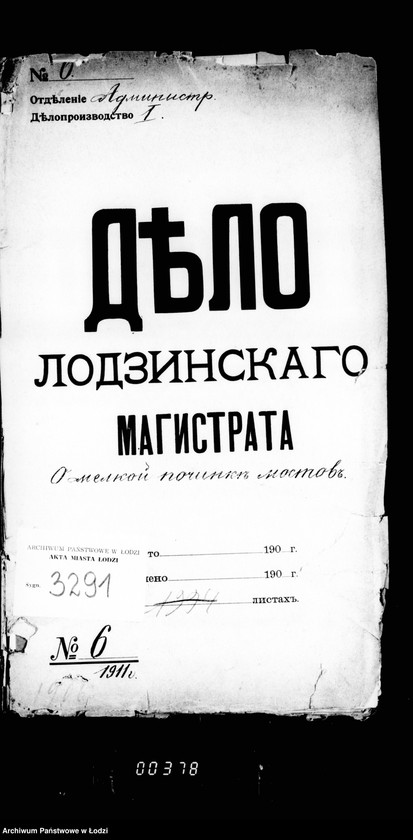 № 6.
Отдѣленіе Администр.
Дѣлопроизводство I.
ДѢЛО
ЛОДЗИНСКАГО
МАГИСТРАТА
О мелкой починкѣ мостовъ.
ARCHIWUM PAŃSTWOWE W ŁODZI
AKTA MIASTA ŁODZI
Sygn. 3291
то 190 г.
ено 190 г.
листахъ.
№ 6
1911 г.
00378
Archiwum Państwowe w Łodzi